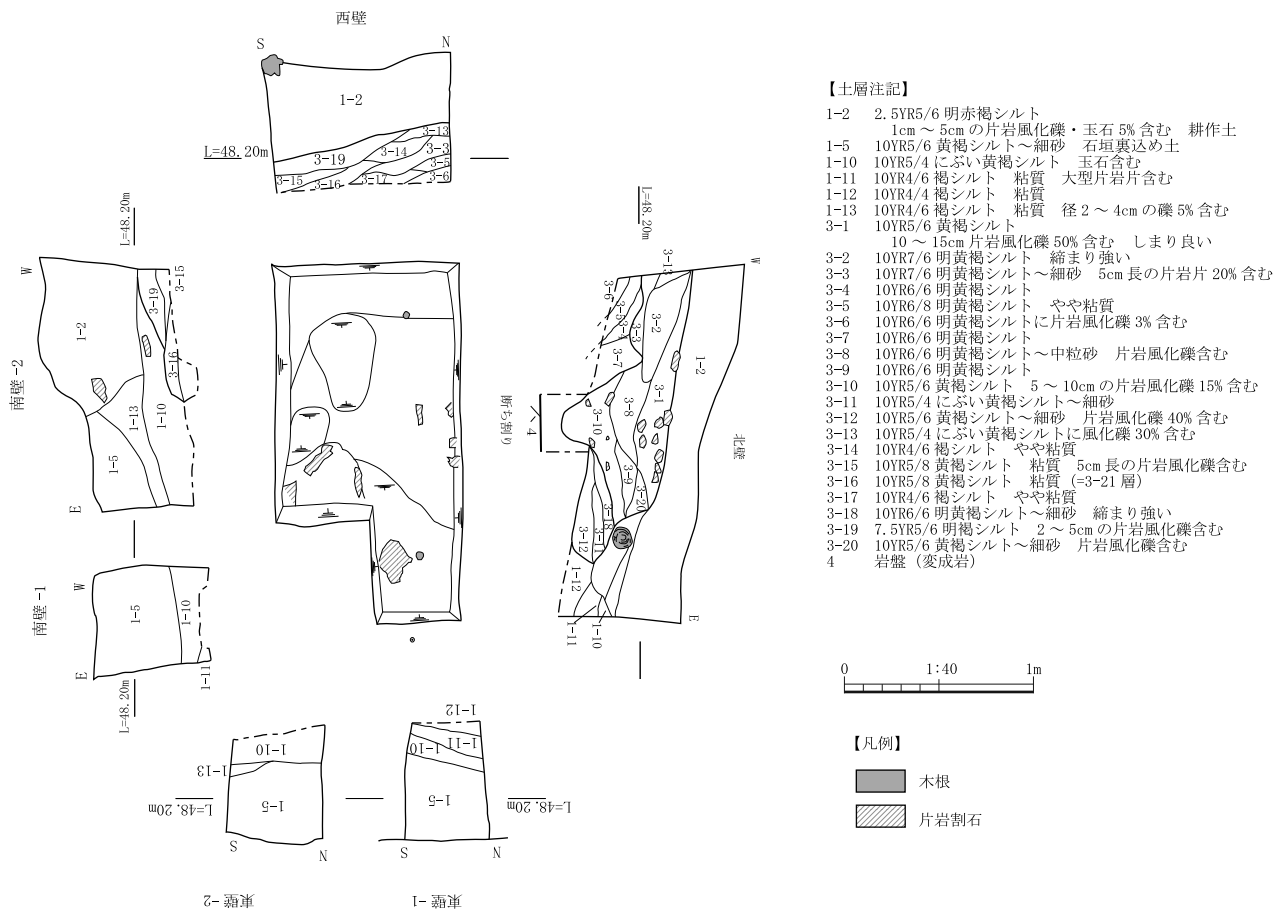 西壁
S
N
1-2
3-13
3-14
3-3
3-19
3-5
3-15
3-16
3-17
3-6
L=48.20m
L=48.20m
W
3-15
3-19
1-2
3-16
1-13
1-10
1-5
E
南壁-2
W
1-5
1-10
1-11
E
L=48.20m
南壁-1
L=48.20m
W
3-13
3-6
3-5
3-4
3-3
3-2
1-2
3-7
3-1
3-8
3-10
3-9
3-20
3-18
3-11
3-12
1-12
1-11
1-10
E
断ち割り
4
北壁
1-10
1-13
1-5
L=48.20m
S
N
東壁-2
1-12
1-11
1-10
1-5
L=48.20m
S
N
東壁-1
【土層注記】
1-2 2.5YR5/6 明赤褐シルト
1cm ~ 5cm の片岩風化礫・玉石 5% 含む 耕作土
1-5 10YR5/6 黄褐シルト~細砂 石垣裏込め土
1-10 10YR5/4 にぶい黄褐シルト 玉石含む
1-11 10YR4/6 褐シルト 粘質 大型片岩片含む
1-12 10YR4/4 褐シルト 粘質
1-13 10YR4/6 褐シルト 粘質 径 2 ~ 4cm の礫 5% 含む
3-1 10YR5/6 黄褐シルト
10 ~ 15cm 片岩風化礫 50% 含む しまり良い
3-2 10YR7/6 明黄褐シルト 締まり強い
3-3 10YR7/6 明黄褐シルト~細砂 5cm 長の片岩片 20% 含む
3-4 10YR6/6 明黄褐シルト
3-5 10YR6/8 明黄褐シルト やや粘質
3-6 10YR6/6 明黄褐シルトに片岩風化礫 3% 含む
3-7 10YR6/6 明黄褐シルト
3-8 10YR6/6 明黄褐シルト~中粒砂 片岩風化礫含む
3-9 10YR6/6 明黄褐シルト
3-10 10YR5/6 黄褐シルト 5 ~ 10cm の片岩風化礫 15% 含む
3-11 10YR5/4 にぶい黄褐シルト~細砂
3-12 10YR5/6 黄褐シルト~細砂 片岩風化礫 40% 含む
3-13 10YR5/4 にぶい黄褐シルトに風化礫 30% 含む
3-14 10YR4/6 褐シルト やや粘質
3-15 10YR5/8 黄褐シルト 粘質 5cm 長の片岩風化礫含む
3-16 10YR5/8 黄褐シルト 粘質 (=3-21 層)
3-17 10YR4/6 褐シルト やや粘質
3-18 10YR6/6 明黄褐シルト~細砂 締まり強い
3-19 7.5YR5/6 明褐シルト 2 ~ 5cm の片岩風化礫含む
3-20 10YR5/6 黄褐シルト~細砂 片岩風化礫含む
4 岩盤(変成岩)
0 1:40 1m
【凡例】
木根
片岩割石